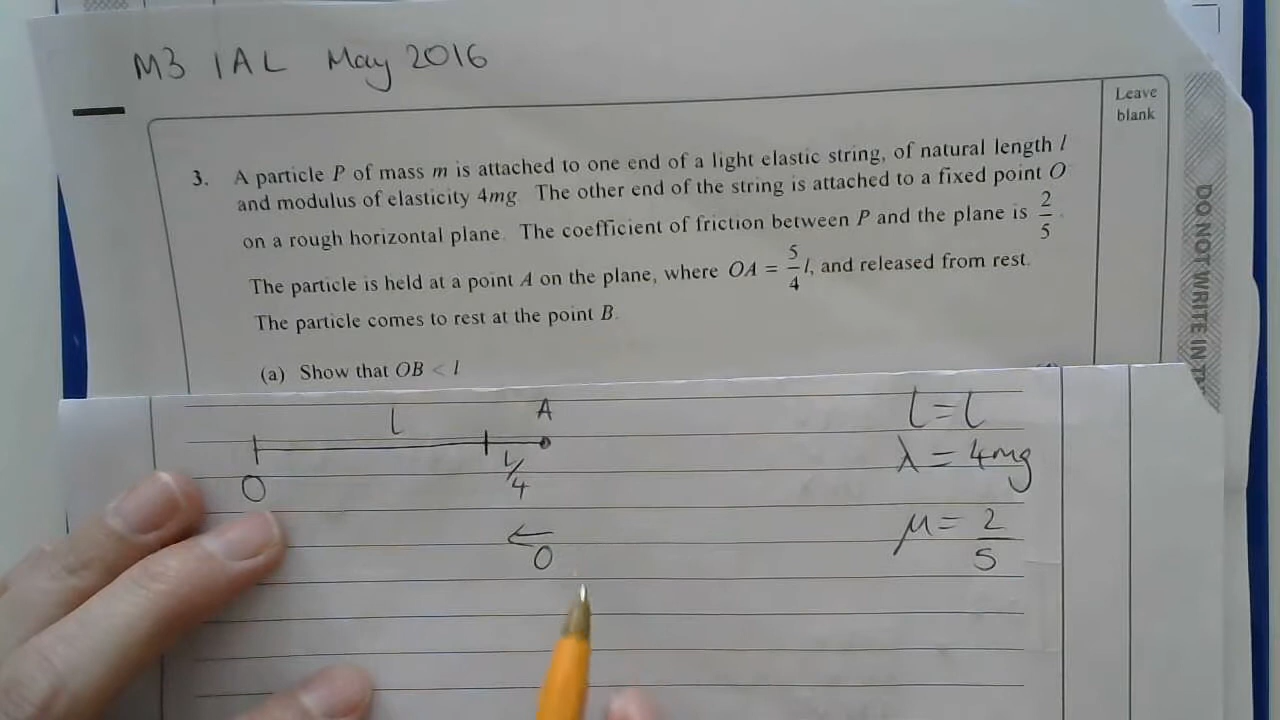 M3 IAL May 2016
Leave
blank
3. A particle P of mass m is attached to one end of a light elastic string, of natural length l
and modulus of elasticity 4mg. The other end of the string is attached to a fixed point O
on a rough horizontal plane. The coefficient of friction between P and the plane is 2/5.
The particle is held at a point A on the plane, where OA = 5/4 l, and released from rest.
The particle comes to rest at the point B.
(a) Show that OB < l
DO NOT WRITE IN T
l A l = l
l/4 λ = 4mg
O
← 0 μ = 2/5